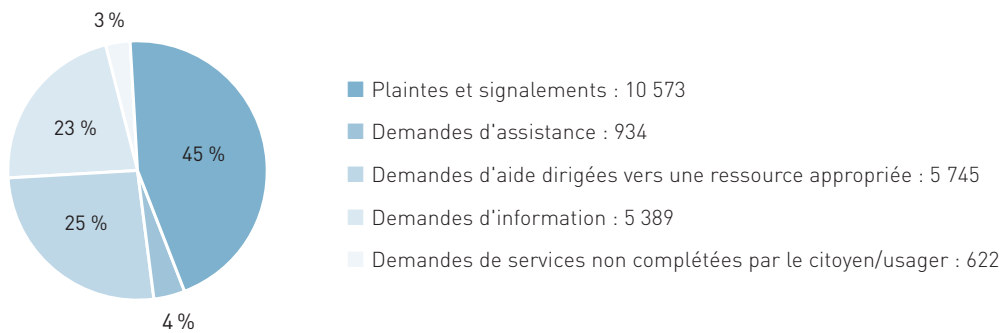 3 %
23 %
45 %
25 %
4 %
Plaintes et signalements : 10 573
Demandes d'assistance : 934
Demandes d'aide dirigées vers une ressource appropriée : 5 745
Demandes d'information : 5 389
Demandes de services non complétées par le citoyen/usager : 622